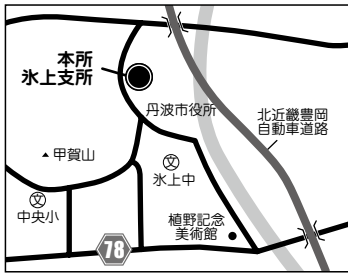 本所
氷上支所
丹波市役所
北近畿豊岡
自動車道路
▲甲賀山
文
氷上中
文
中央小
植野記念
美術館
78